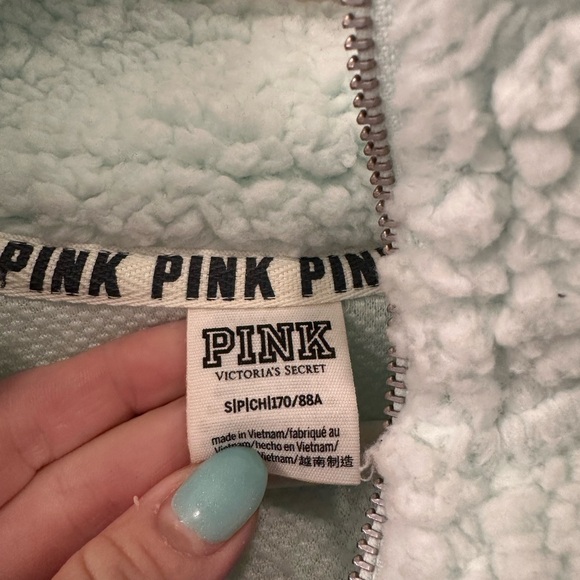 PINK PINK PIN
PINK
VICTORIA'S SECRET
S|P|CH|170/88A
made in Vietnam/fabriqué au
Vietnam/hecho en Vietnam/
Vietnam/越南制造